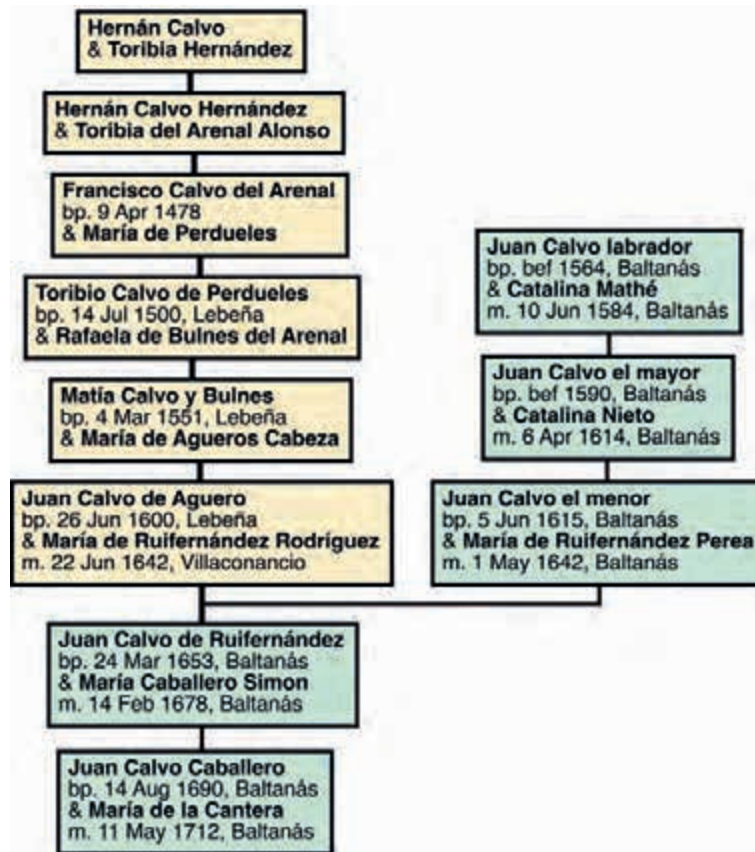 Hernán Calvo
& Toribia Hernández
Hernán Calvo Hernández
& Toribia del Arenal Alonso
Francisco Calvo del Arenal
bp. 9 Apr 1478
& María de Perdueles
Toribio Calvo de Perdueles
bp. 14 Jul 1500, Lebeña
& Rafaela de Bulnes del Arenal
Matía Calvo y Bulnes
bp. 4 Mar 1551, Lebeña
& María de Agueros Cabeza
Juan Calvo de Aguero
bp. 26 Jun 1600, Lebeña
& María de Ruifernández Rodríguez
m. 22 Jun 1642, Villaconancio
Juan Calvo labrador
bp. bef 1564, Baltanás
& Catalina Mathé
m. 10 Jun 1584, Baltanás
Juan Calvo el mayor
bp. bef 1590, Baltanás
& Catalina Nieto
m. 6 Apr 1614, Baltanás
Juan Calvo el menor
bp. 5 Jun 1615, Baltanás
& María de Ruifernández Perea
m. 1 May 1642, Baltanás
Juan Calvo de Ruifernández
bp. 24 Mar 1653, Baltanás
& María Caballero Simon
m. 14 Feb 1678, Baltanás
Juan Calvo Caballero
bp. 14 Aug 1690, Baltanás
& María de la Cantera
m. 11 May 1712, Baltanás